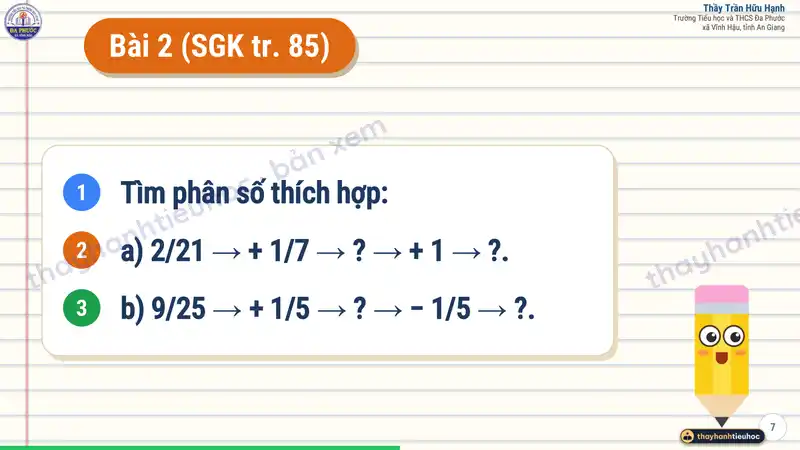 Thầy Trần Hữu Hạnh
Trường Tiểu học và THCS Đa Phước
xã Vĩnh Hậu, tỉnh An Giang
ĐA PHƯỚC
Bài 2 (SGK tr. 85)
1 Tìm phân số thích hợp:
2 a) 2/21 → + 1/7 → ? → + 1 → ?.
3 b) 9/25 → + 1/5 → ? → − 1/5 → ?.
thayhanhtieuhoc - bản xem
thayhanhtie
thayhanhtieuhoc
7